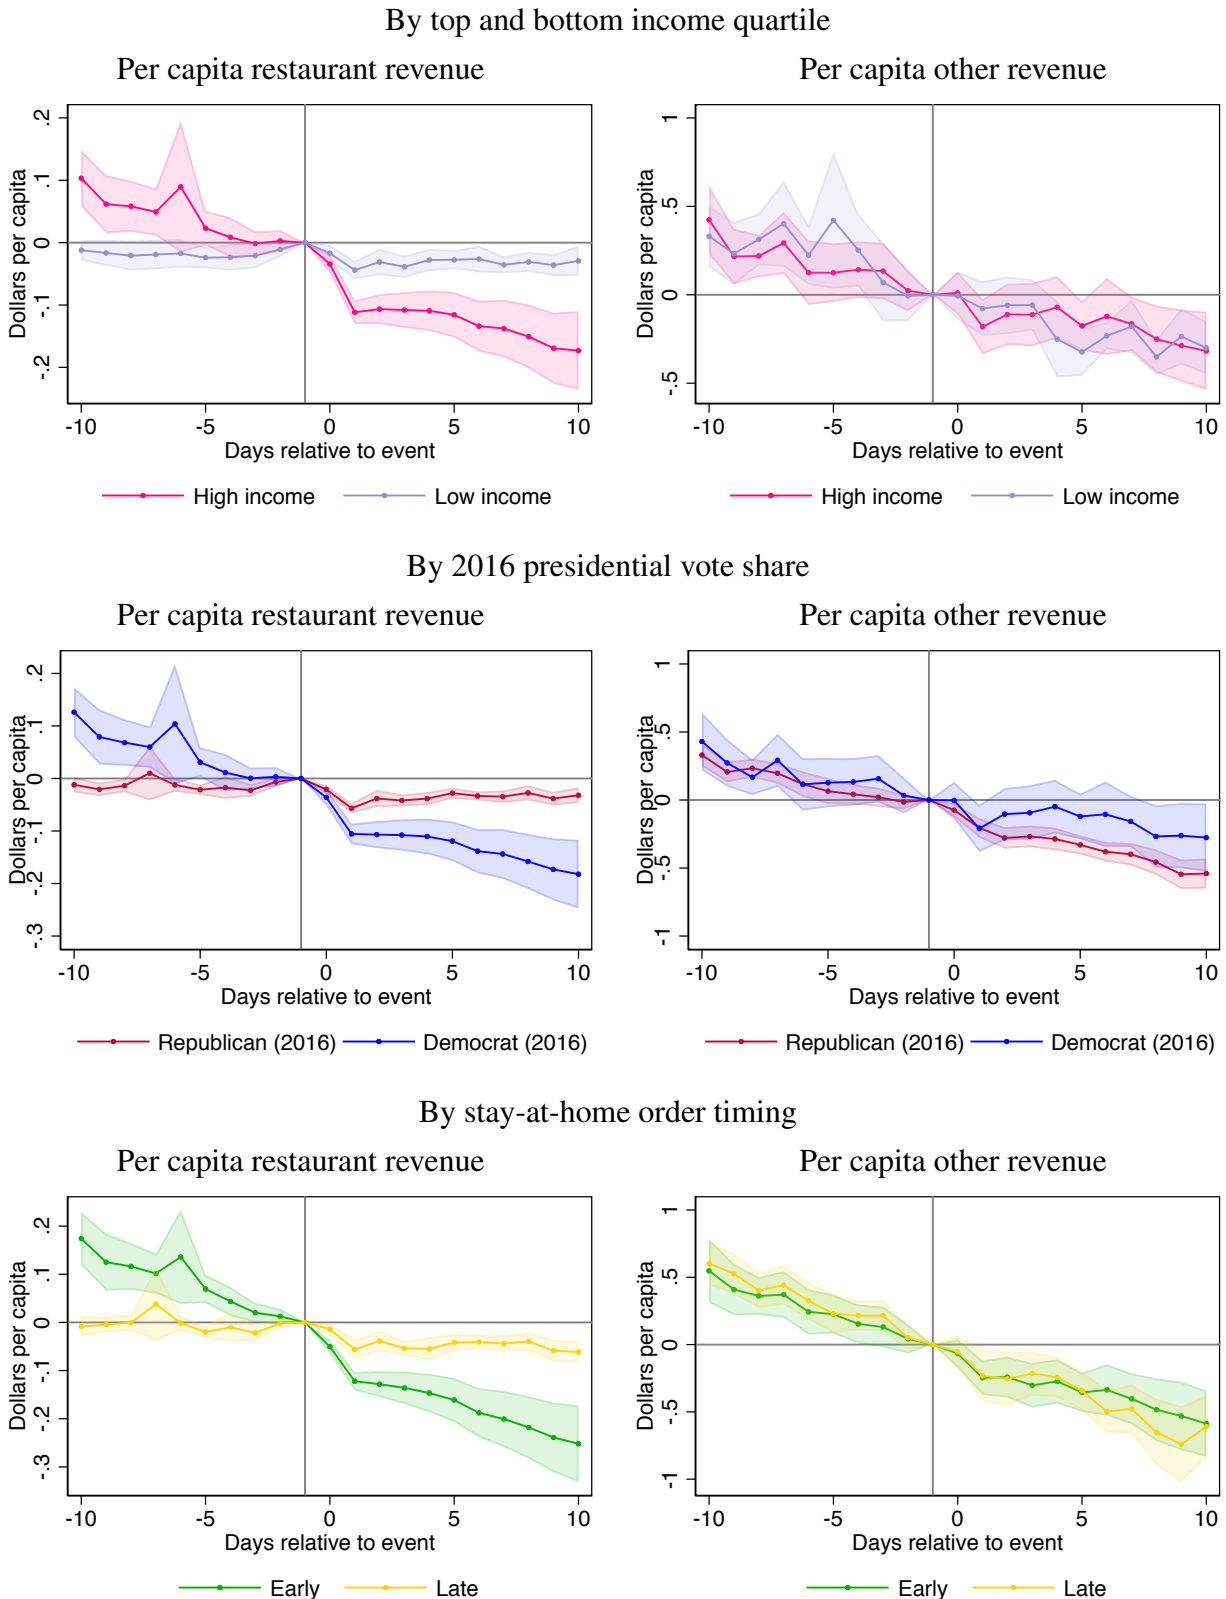 By top and bottom income quartile
Per capita restaurant revenue
Per capita other revenue
Dollars per capita
.2
.1
0
-.1
-.2
-10
-5
0
5
10
Days relative to event
High income
Low income
Dollars per capita
1
.5
0
-.5
-10
-5
0
5
10
Days relative to event
High income
Low income
By 2016 presidential vote share
Per capita restaurant revenue
Per capita other revenue
Dollars per capita
.2
.1
0
-.1
-.2
-.3
-10
-5
0
5
10
Days relative to event
Republican (2016)
Democrat (2016)
Dollars per capita
1
.5
0
-.5
-1
-10
-5
0
5
10
Days relative to event
Republican (2016)
Democrat (2016)
By stay-at-home order timing
Per capita restaurant revenue
Per capita other revenue
Dollars per capita
.2
.1
0
-.1
-.2
-.3
-10
-5
0
5
10
Days relative to event
Early
Late
Dollars per capita
1
.5
0
-.5
-1
-10
-5
0
5
10
Days relative to event
Early
Late